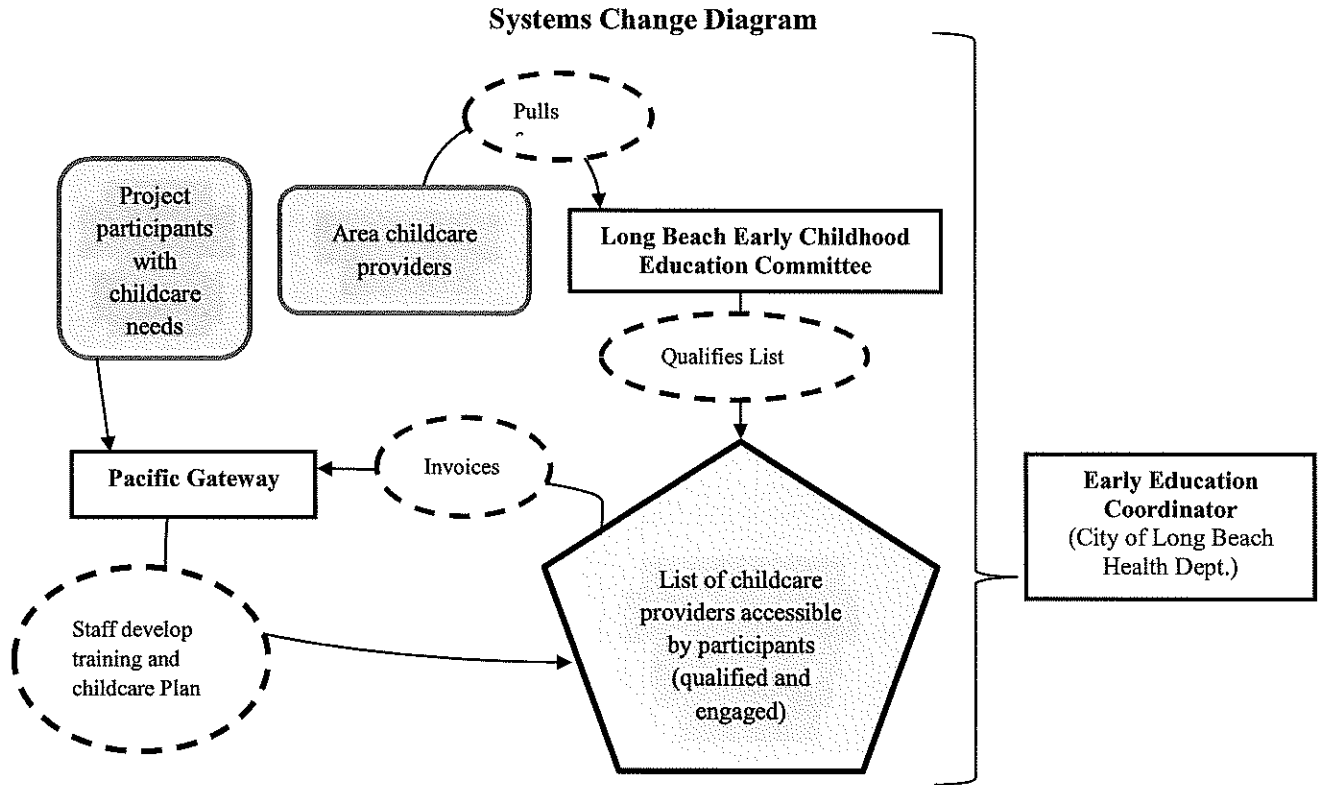 Systems Change Diagram
Pulls
Project
participants
with
childcare
needs
Area childcare
providers
Long Beach Early Childhood
Education Committee
Qualifies List
Pacific Gateway
Invoices
Early Education
Coordinator
(City of Long Beach
Health Dept.)
List of childcare
providers accessible
by participants
(qualified and
engaged)
Staff develop
training and
childcare Plan